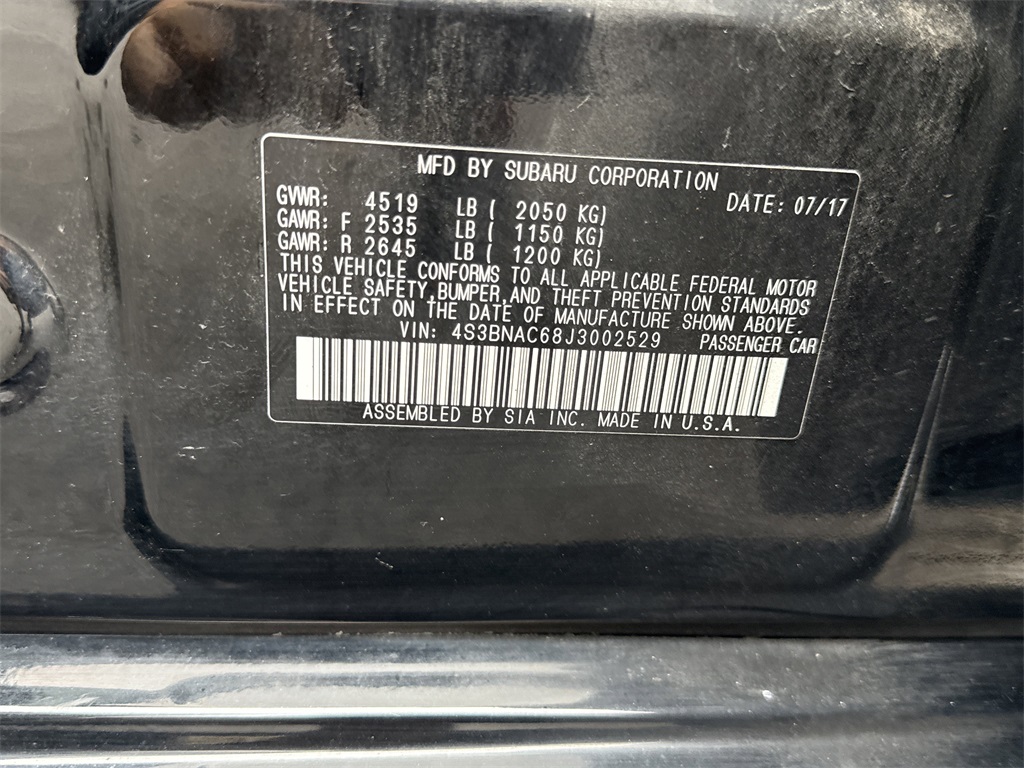 MFD BY SUBARU CORPORATION
GVWR: 4519 LB ( 2050 KG) DATE: 07/17
GAWR: F 2535 LB ( 1150 KG)
GAWR: R 2645 LB ( 1200 KG)
THIS VEHICLE CONFORMS TO ALL APPLICABLE FEDERAL MOTOR
VEHICLE SAFETY, BUMPER, AND THEFT PREVENTION STANDARDS
IN EFFECT ON THE DATE OF MANUFACTURE SHOWN ABOVE.
VIN: 4S3BNAC68J3002529 PASSENGER CAR
ASSEMBLED BY SIA INC. MADE IN U.S.A.